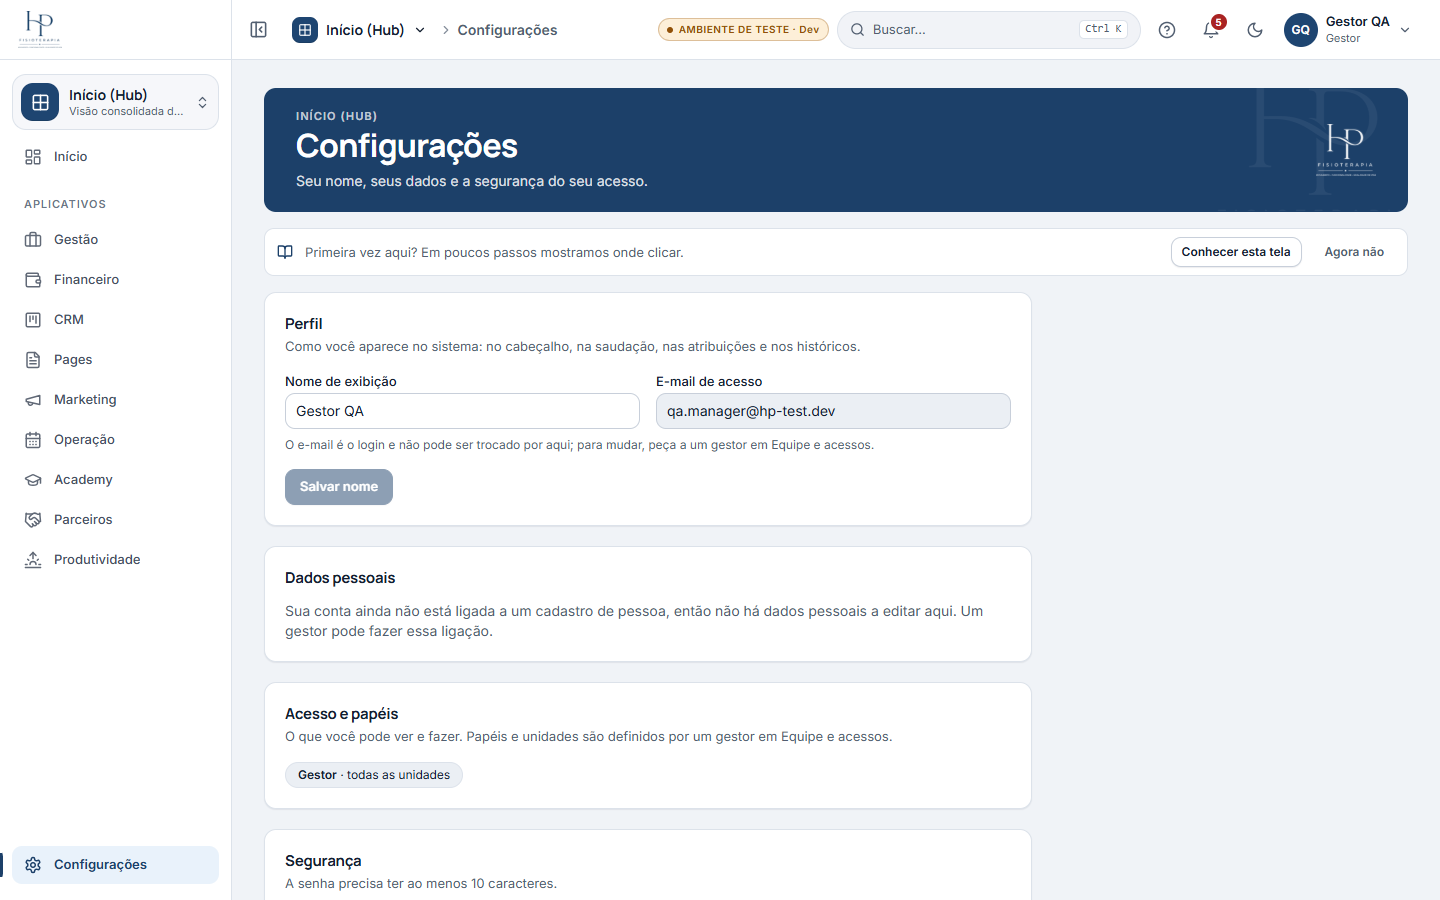 HP
FISIOTERAPIA
Início (Hub)
Configurações
AMBIENTE DE TESTE · Dev
Buscar...
Ctrl K
5
GQ
Gestor QA
Gestor
Início (Hub)
Visão consolidada d...
Início
APLICATIVOS
Gestão
Financeiro
CRM
Pages
Marketing
Operação
Academy
Parceiros
Produtividade
Configurações
INÍCIO (HUB)
Configurações
Seu nome, seus dados e a segurança do seu acesso.
HP
FISIOTERAPIA
Primeira vez aqui? Em poucos passos mostramos onde clicar.
Conhecer esta tela
Agora não
Perfil
Como você aparece no sistema: no cabeçalho, na saudação, nas atribuições e nos históricos.
Nome de exibição
E-mail de acesso
Gestor QA
qa.manager@hp-test.dev
O e-mail é o login e não pode ser trocado por aqui; para mudar, peça a um gestor em Equipe e acessos.
Salvar nome
Dados pessoais
Sua conta ainda não está ligada a um cadastro de pessoa, então não há dados pessoais a editar aqui. Um
gestor pode fazer essa ligação.
Acesso e papéis
O que você pode ver e fazer. Papéis e unidades são definidos por um gestor em Equipe e acessos.
Gestor · todas as unidades
Segurança
A senha precisa ter ao menos 10 caracteres.